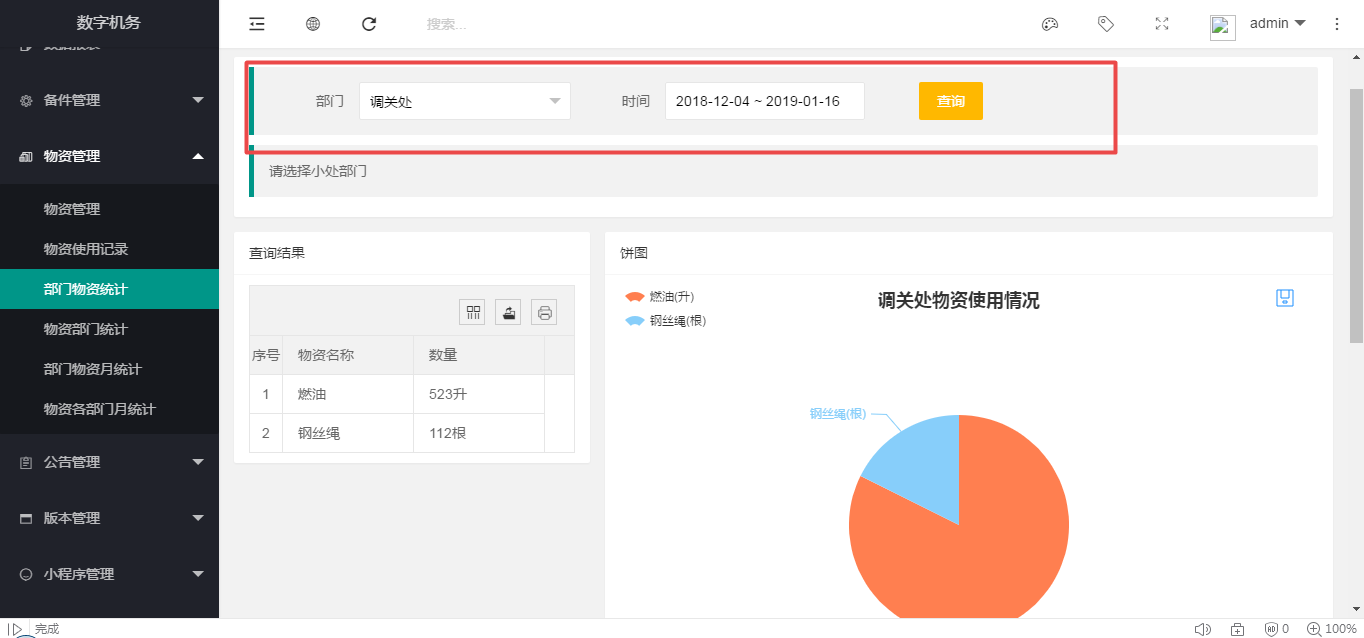 数字机务
搜索...
admin
数据报表
备件管理
部门
调关处
时间
2018-12-04 ~ 2019-01-16
查询
物资管理
请选择小处部门
物资管理
物资使用记录
部门物资统计
物资部门统计
部门物资月统计
物资各部门月统计
公告管理
版本管理
小程序管理
查询结果
序号 物资名称 数量
1 燃油 523升
2 钢丝绳 112根
饼图
燃油(升)
钢丝绳(根)
调关处物资使用情况
钢丝绳(根)
完成
AD 0
100%